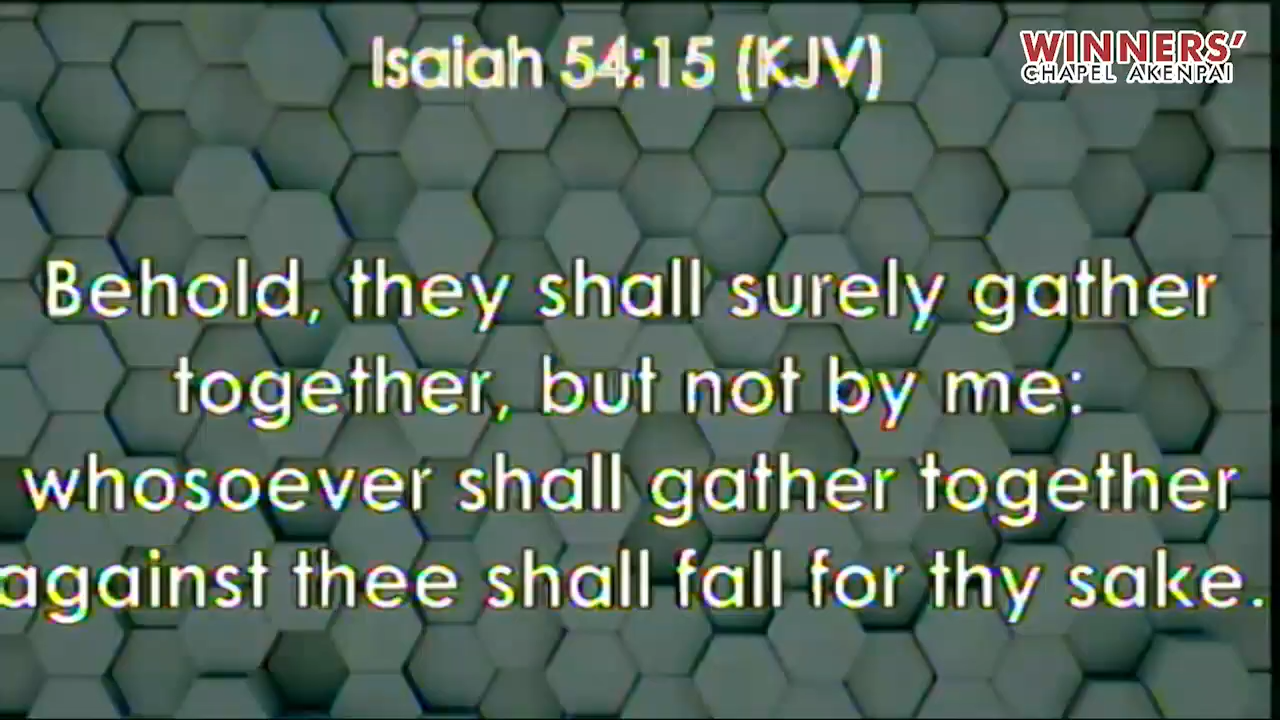 Isaiah 54:15 (KJV)
WINNERS'
CHAPEL AKENPAI
Behold, they shall surely gather
together, but not by me:
whosoever shall gather together
against thee shall fall for thy sake.